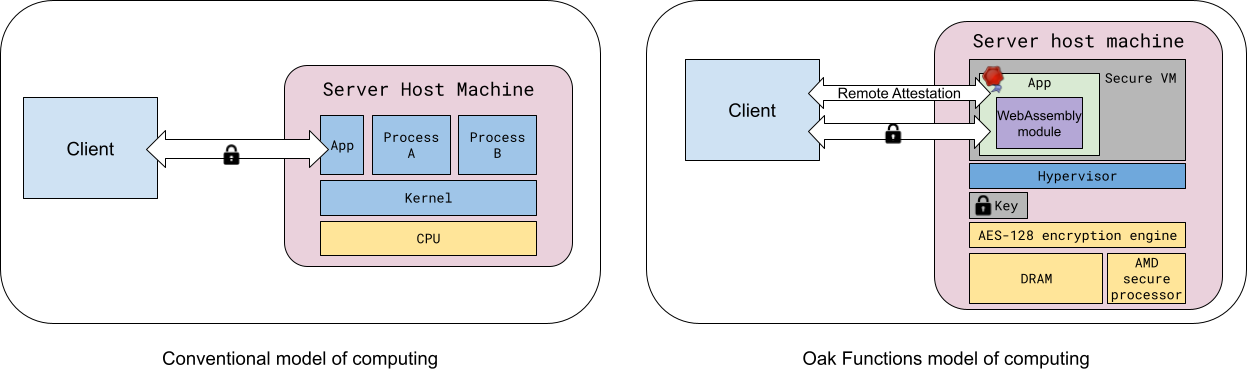 Server Host Machine
Client
App
Process
A
Process
B
Kernel
CPU
Conventional model of computing
Server host machine
Client
Remote Attestation
Secure VM
App
WebAssembly
module
Hypervisor
Key
AES-128 encryption engine
DRAM
AMD
secure
processor
Oak Functions model of computing